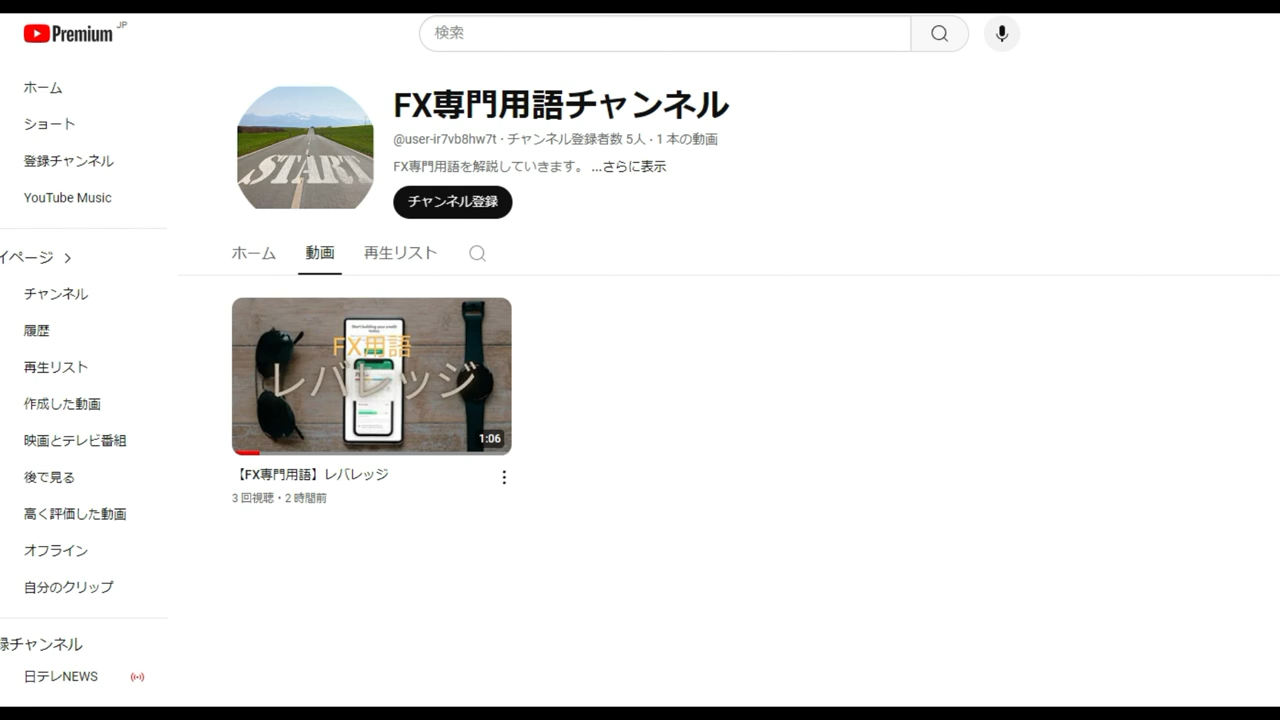 Premium JP
検索
ホーム
ショート
登録チャンネル
YouTube Music
イページ
チャンネル
履歴
再生リスト
作成した動画
映画とテレビ番組
後で見る
高く評価した動画
オフライン
自分のクリップ
録チャンネル
日テレNEWS
START
FX専門用語チャンネル
@user-ir7vb8hw7t · チャンネル登録者数 5人 · 1 本の動画
FX専門用語を解説していきます。 ...さらに表示
チャンネル登録
ホーム 動画 再生リスト
FX用語
レバレッジ
1:06
【FX専門用語】レバレッジ
3 回視聴・2 時間前